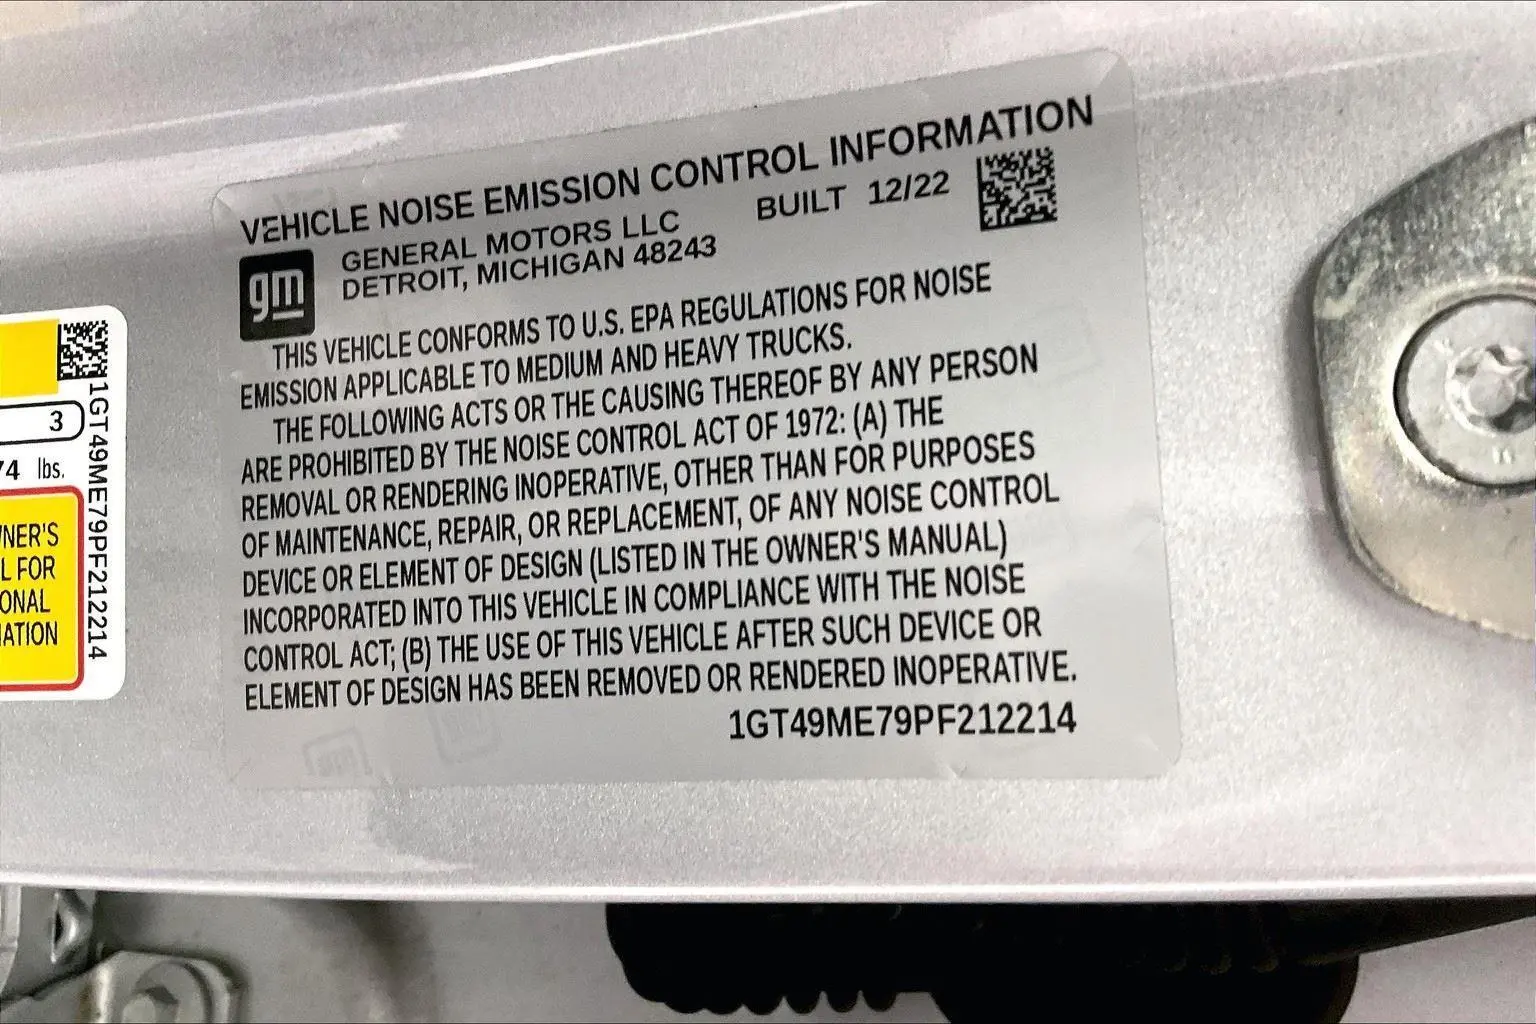 VEHICLE NOISE EMISSION CONTROL INFORMATION
gm
GENERAL MOTORS LLC
DETROIT, MICHIGAN 48243
BUILT 12/22
THIS VEHICLE CONFORMS TO U.S. EPA REGULATIONS FOR NOISE
EMISSION APPLICABLE TO MEDIUM AND HEAVY TRUCKS.
THE FOLLOWING ACTS OR THE CAUSING THEREOF BY ANY PERSON
ARE PROHIBITED BY THE NOISE CONTROL ACT OF 1972: (A) THE
REMOVAL OR RENDERING INOPERATIVE, OTHER THAN FOR PURPOSES
OF MAINTENANCE, REPAIR, OR REPLACEMENT, OF ANY NOISE CONTROL
DEVICE OR ELEMENT OF DESIGN (LISTED IN THE OWNER'S MANUAL)
INCORPORATED INTO THIS VEHICLE IN COMPLIANCE WITH THE NOISE
CONTROL ACT; (B) THE USE OF THIS VEHICLE AFTER SUCH DEVICE OR
ELEMENT OF DESIGN HAS BEEN REMOVED OR RENDERED INOPERATIVE.
1GT49ME79PF212214
3
lbs.
FOR
1GT49ME79PF212214